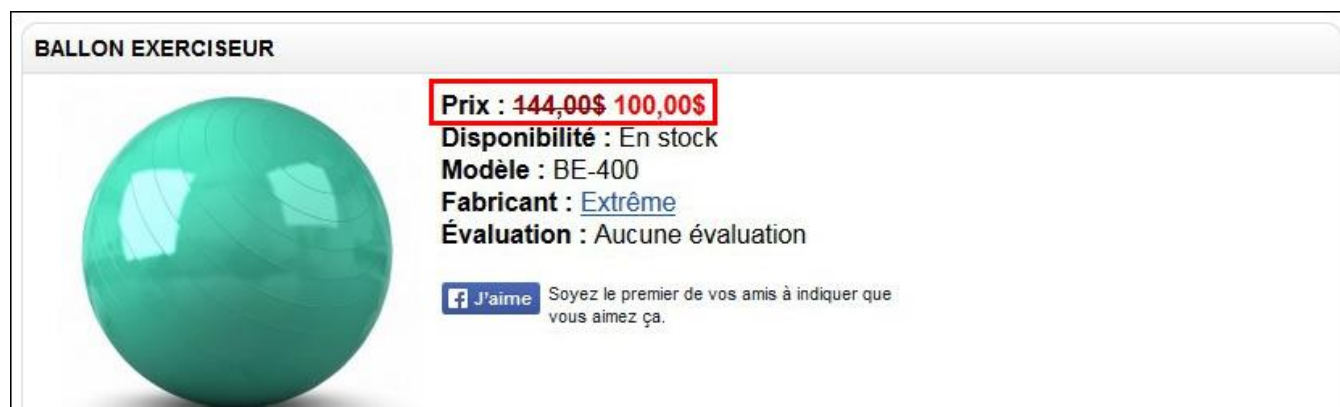 BALLON EXERCISEUR
Prix : 144,00$ 100,00$
Disponibilité : En stock
Modèle : BE-400
Fabricant : Extrême
Évaluation : Aucune évaluation
J'aime Soyez le premier de vos amis à indiquer que
vous aimez ça.